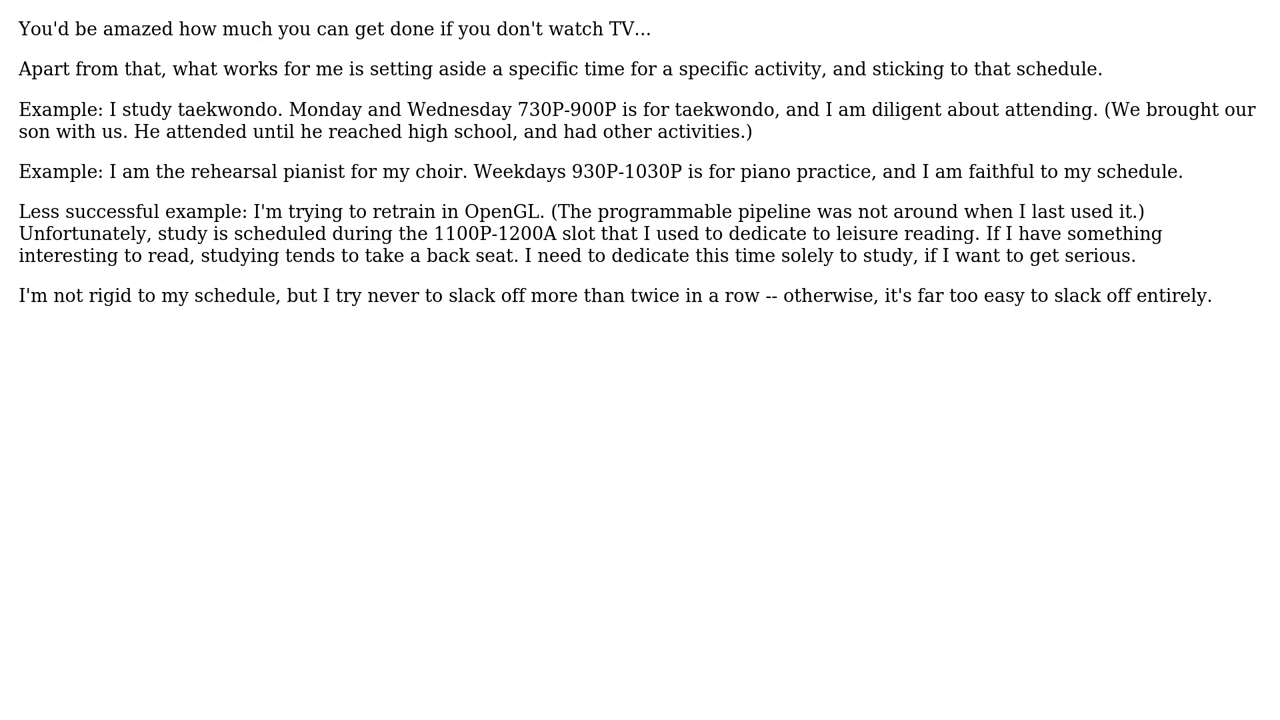 You'd be amazed how much you can get done if you don't watch TV...
Apart from that, what works for me is setting aside a specific time for a specific activity, and sticking to that schedule.
Example: I study taekwondo. Monday and Wednesday 730P-900P is for taekwondo, and I am diligent about attending. (We brought our
son with us. He attended until he reached high school, and had other activities.)
Example: I am the rehearsal pianist for my choir. Weekdays 930P-1030P is for piano practice, and I am faithful to my schedule.
Less successful example: I'm trying to retrain in OpenGL. (The programmable pipeline was not around when I last used it.)
Unfortunately, study is scheduled during the 1100P-1200A slot that I used to dedicate to leisure reading. If I have something
interesting to read, studying tends to take a back seat. I need to dedicate this time solely to study, if I want to get serious.
I'm not rigid to my schedule, but I try never to slack off more than twice in a row -- otherwise, it's far too easy to slack off entirely.